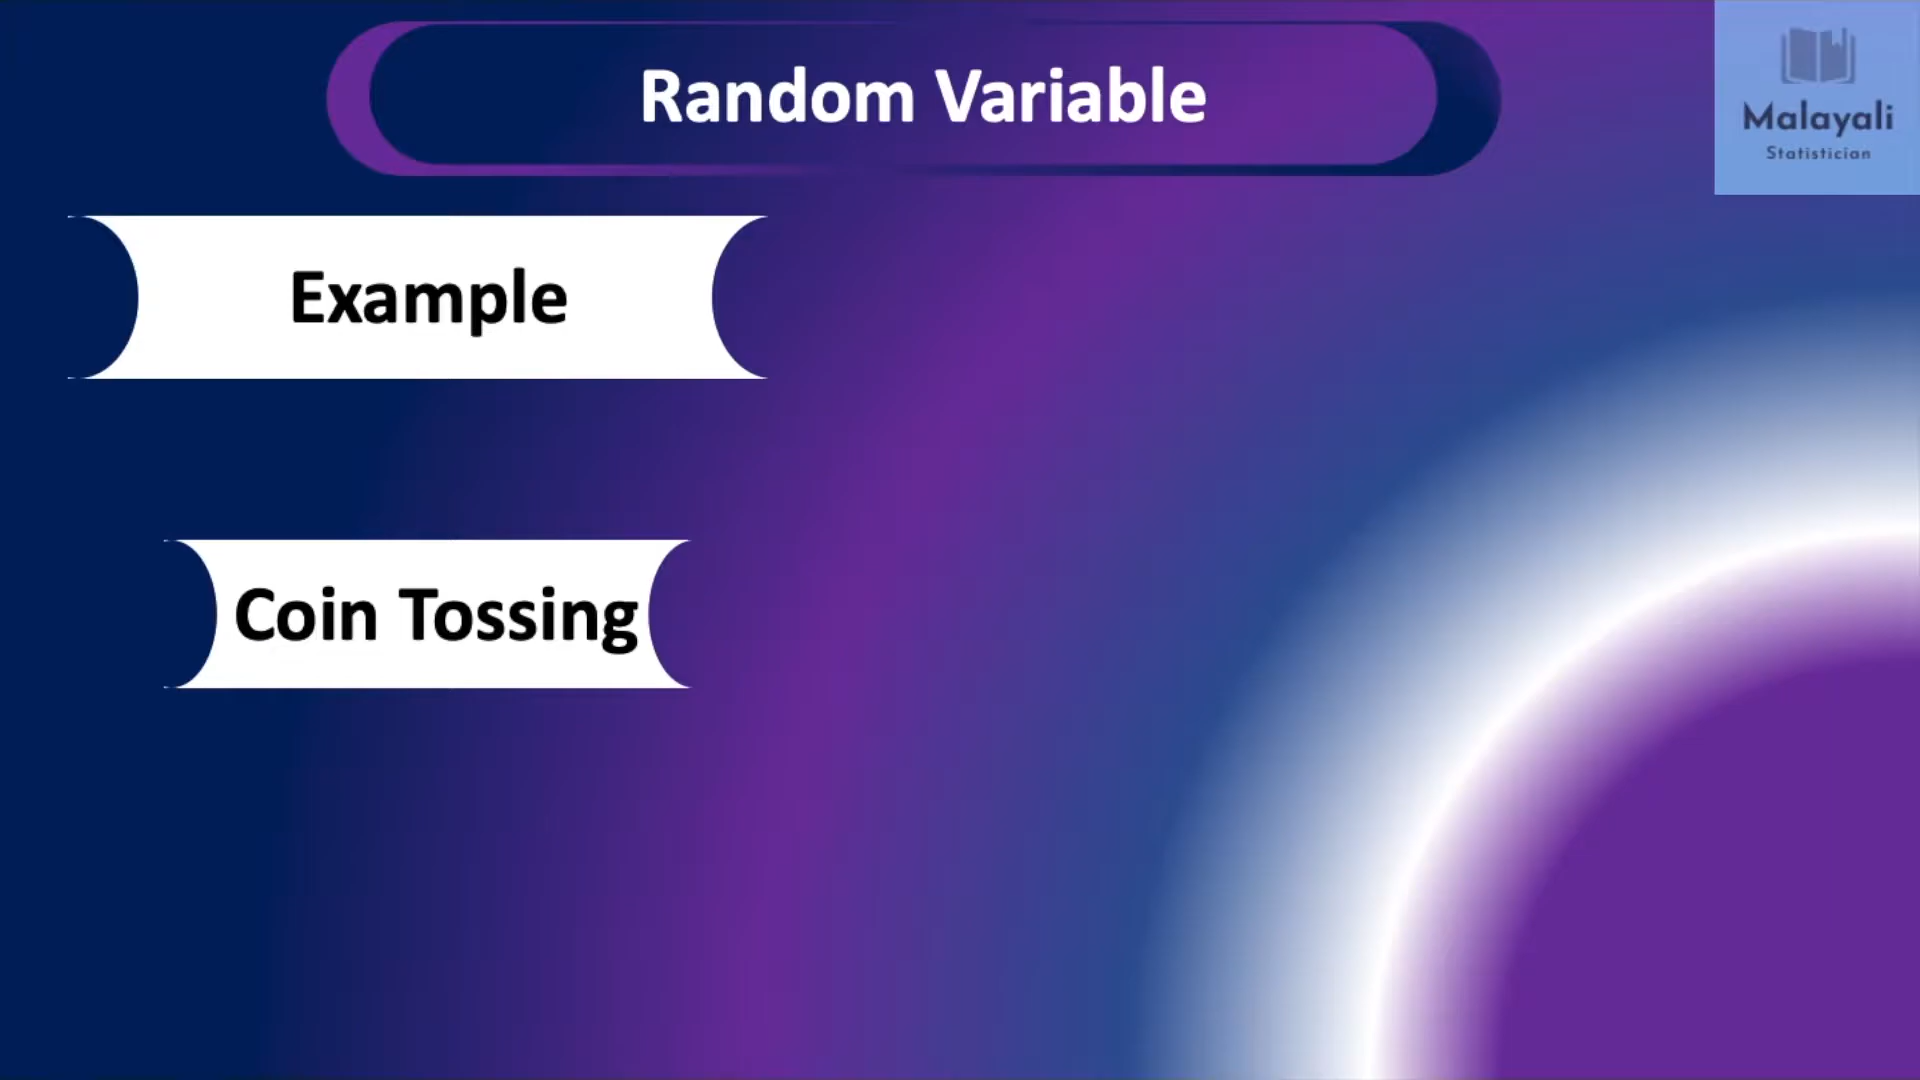 Random Variable
Malayali
Statistician
Example
Coin Tossing